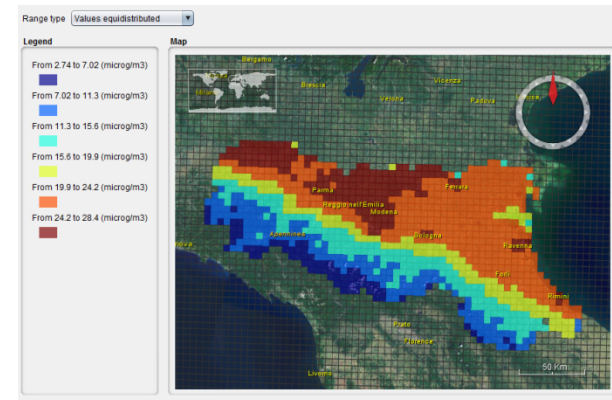 Range type Values equidistributed
Legend
Map
From 2.74 to 7.02 (microg/m3)
From 7.02 to 11.3 (microg/m3)
From 11.3 to 15.6 (microg/m3)
From 15.6 to 19.9 (microg/m3)
From 19.9 to 24.2 (microg/m3)
From 24.2 to 28.4 (microg/m3)
Bergamo
Brescia
Vicenza
Verona
Padova
Parma
Ferrara
Reggionell'Emilia
Modena
Appennines
Bologna
Ravenna
Forlì
Rimini
Prato
Florence
Livorno
50 Km